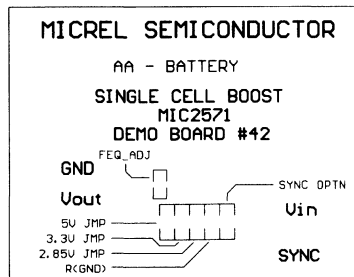 MICREL SEMICONDUCTOR
AA - BATTERY
SINGLE CELL BOOST
MIC2571
DEMO BOARD #42
FEQ_ADJ
GND
SYNC OPTN
Vout
Vin
5V JMP
3.3V JMP
2.85V JMP
R(GND)
SYNC